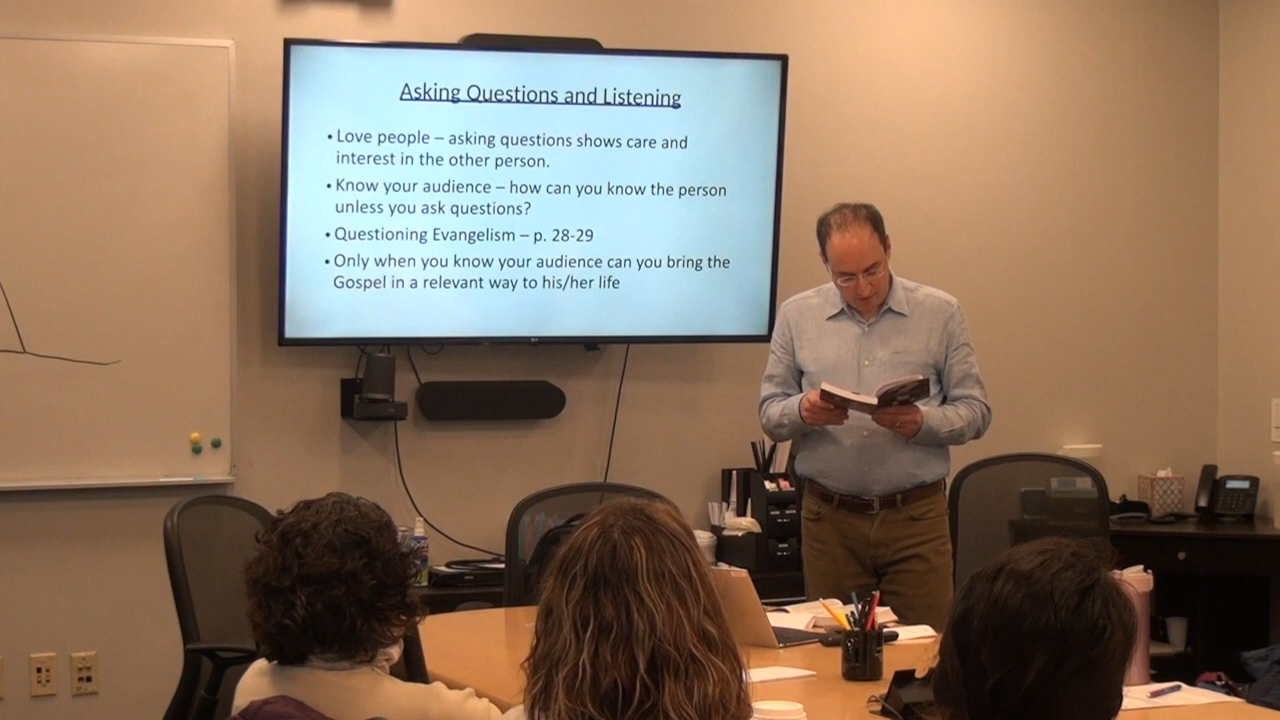 Asking Questions and Listening
• Love people – asking questions shows care and
interest in the other person.
• Know your audience – how can you know the person
unless you ask questions?
• Questioning Evangelism – p. 28-29
• Only when you know your audience can you bring the
Gospel in a relevant way to his/her life